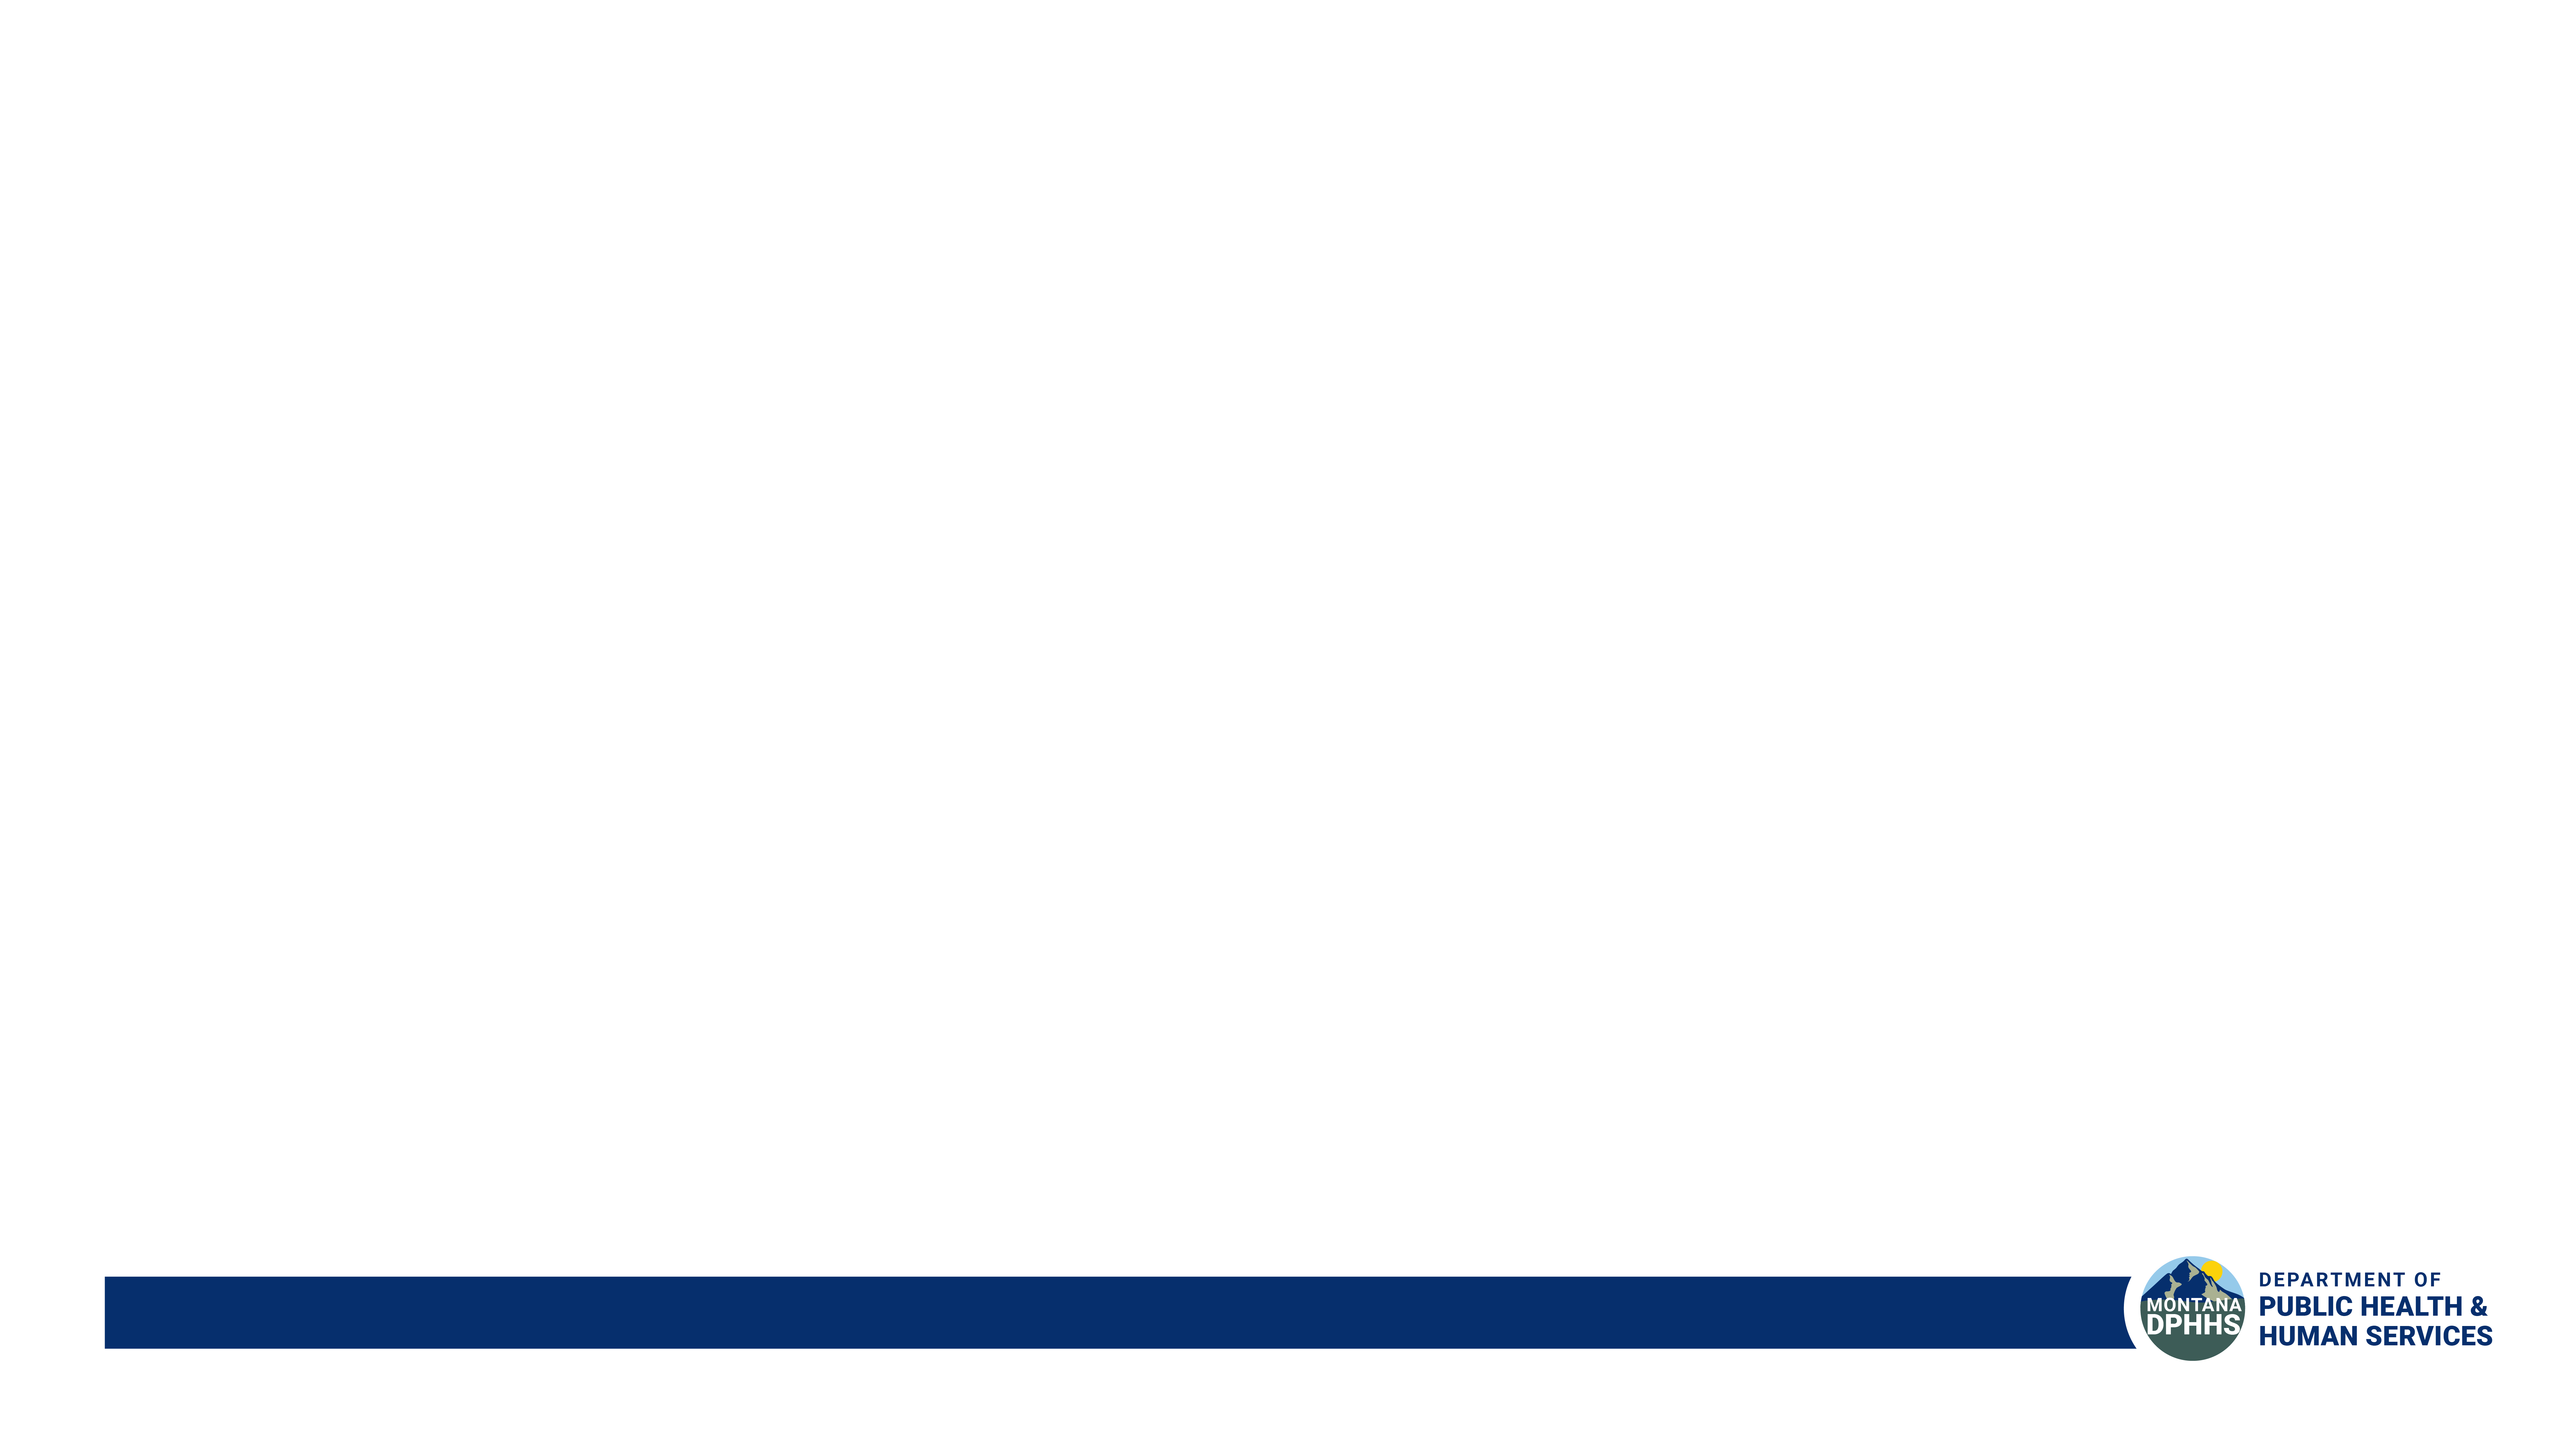 MONTANA
DPHHS
DEPARTMENT OF
PUBLIC HEALTH &
HUMAN SERVICES